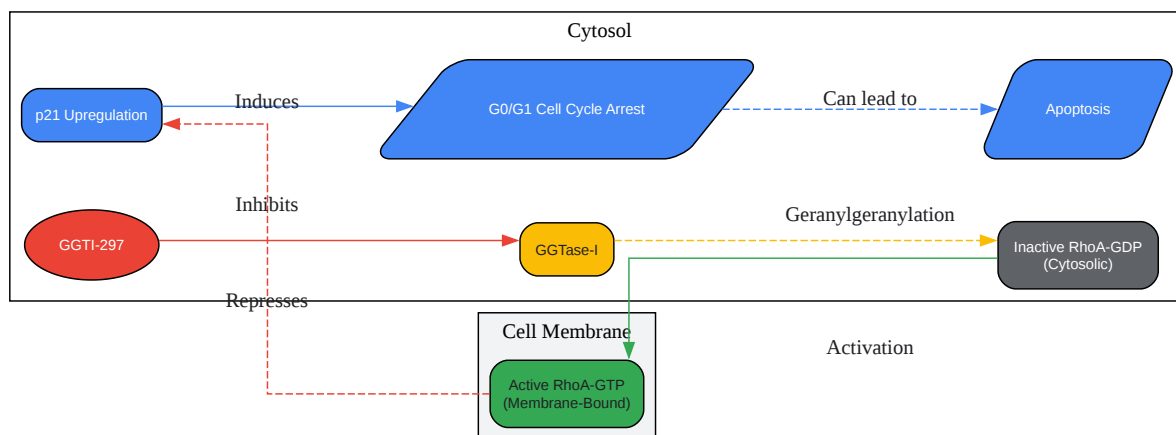 Cytosol
p21 Upregulation
Induces
G0/G1 Cell Cycle Arrest
Can lead to
Apoptosis
GGTI-297
Inhibits
GGTase-I
Geranylgeranylation
Inactive RhoA-GDP
(Cytosolic)
Represses
Cell Membrane
Activation
Active RhoA-GTP
(Membrane-Bound)